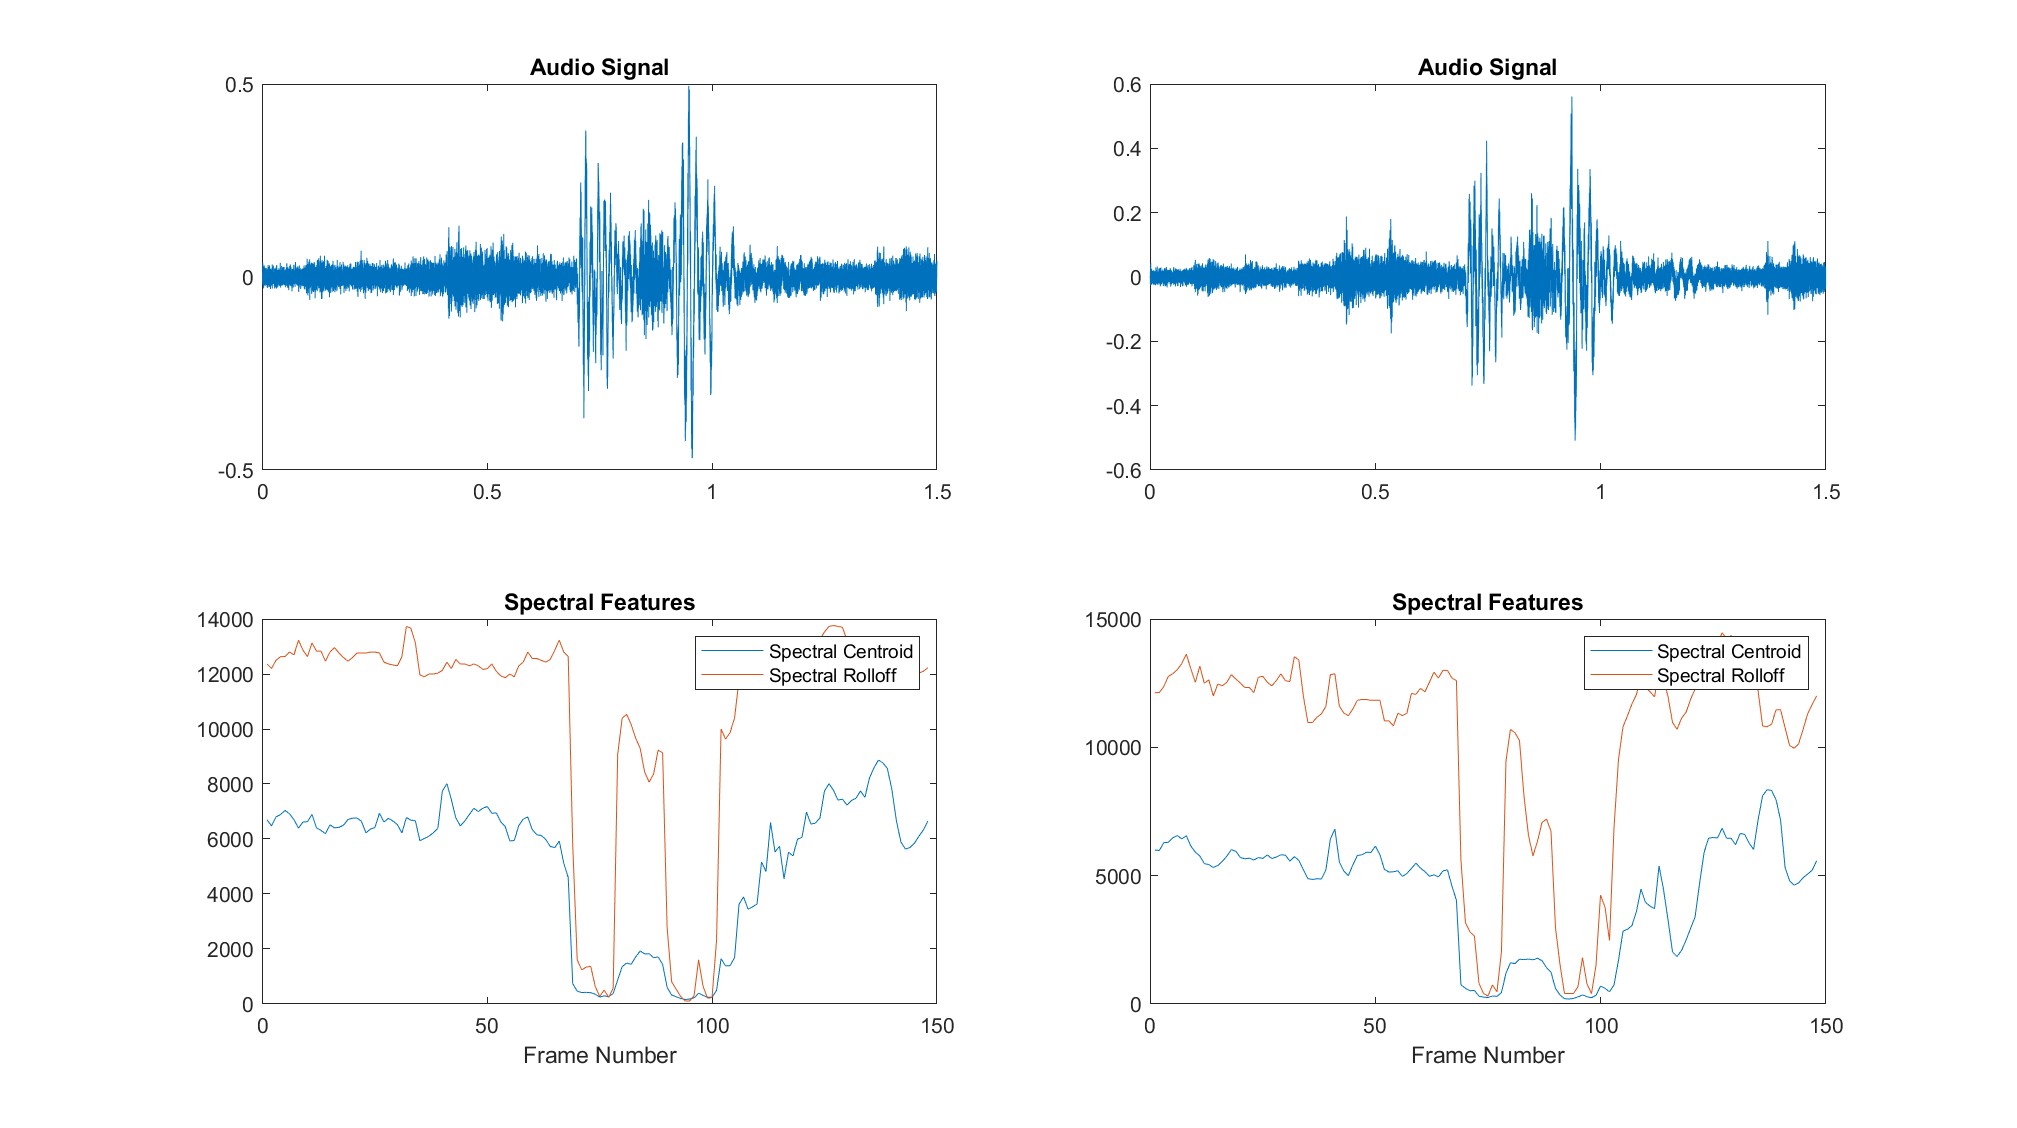 Audio Signal
0.5
0
-0.5
0 0.5 1 1.5
Audio Signal
0.6
0.4
0.2
0
-0.2
-0.4
-0.6
0 0.5 1 1.5
Spectral Features
14000
12000
10000
8000
6000
4000
2000
0
Spectral Centroid
Spectral Rolloff
0 50 100 150
Frame Number
Spectral Features
15000
10000
5000
0
Spectral Centroid
Spectral Rolloff
0 50 100 150
Frame Number